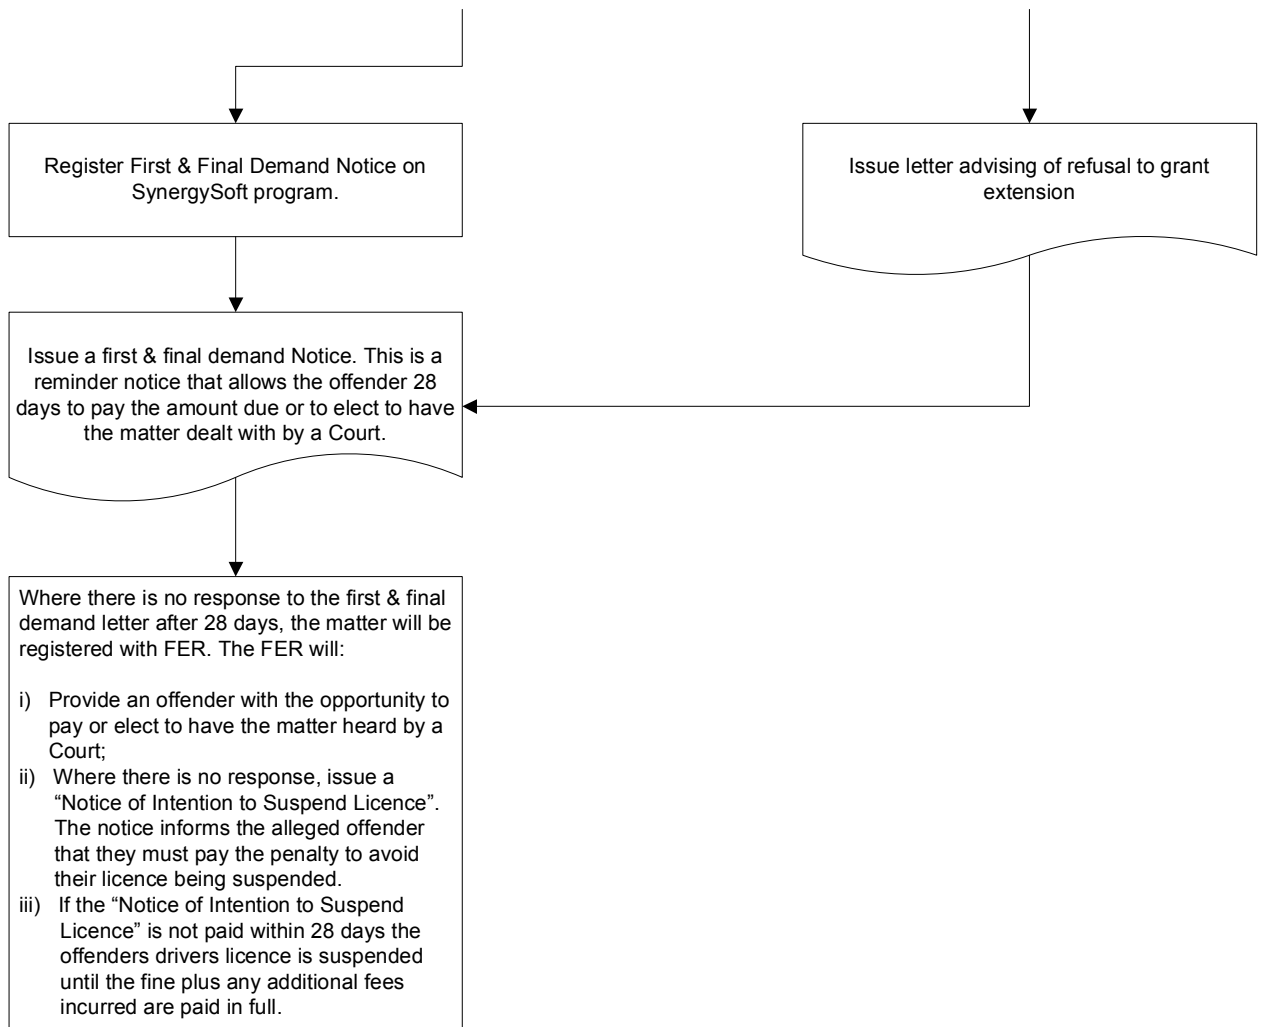 Register First & Final Demand Notice on
SynergySoft program.
Issue letter advising of refusal to grant
extension
Issue a first & final demand Notice. This is a
reminder notice that allows the offender 28
days to pay the amount due or to elect to have
the matter dealt with by a Court.
Where there is no response to the first & final
demand letter after 28 days, the matter will be
registered with FER. The FER will:
i) Provide an offender with the opportunity to
pay or elect to have the matter heard by a
Court;
ii) Where there is no response, issue a
“Notice of Intention to Suspend Licence”.
The notice informs the alleged offender
that they must pay the penalty to avoid
their licence being suspended.
iii) If the “Notice of Intention to Suspend
Licence” is not paid within 28 days the
offenders drivers licence is suspended
until the fine plus any additional fees
incurred are paid in full.